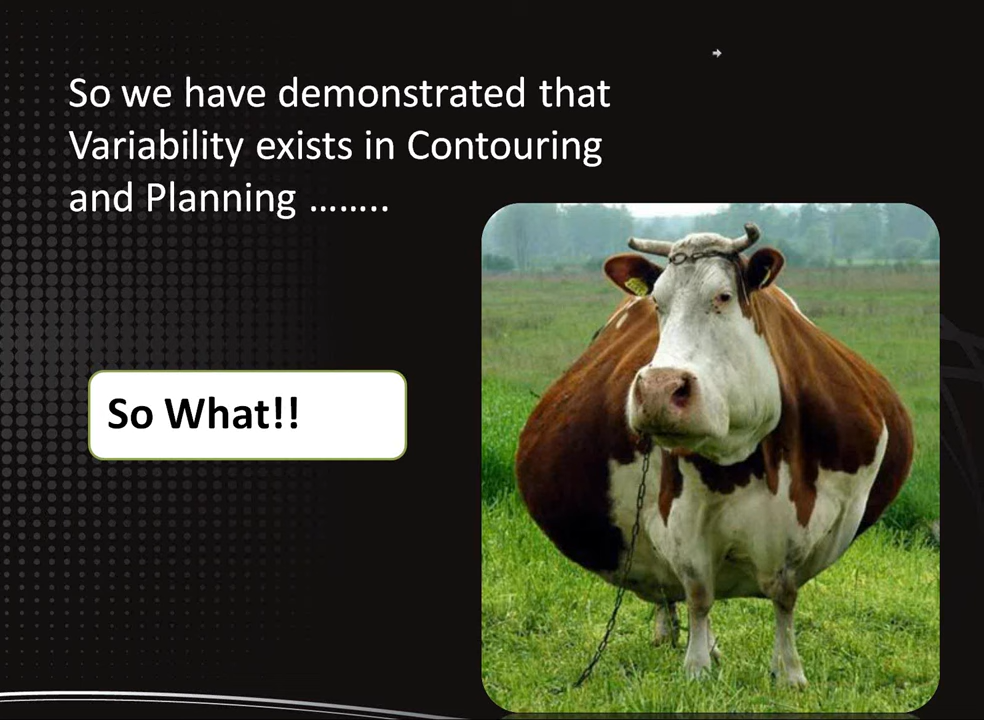 So we have demonstrated that
Variability exists in Contouring
and Planning ........
So What!!